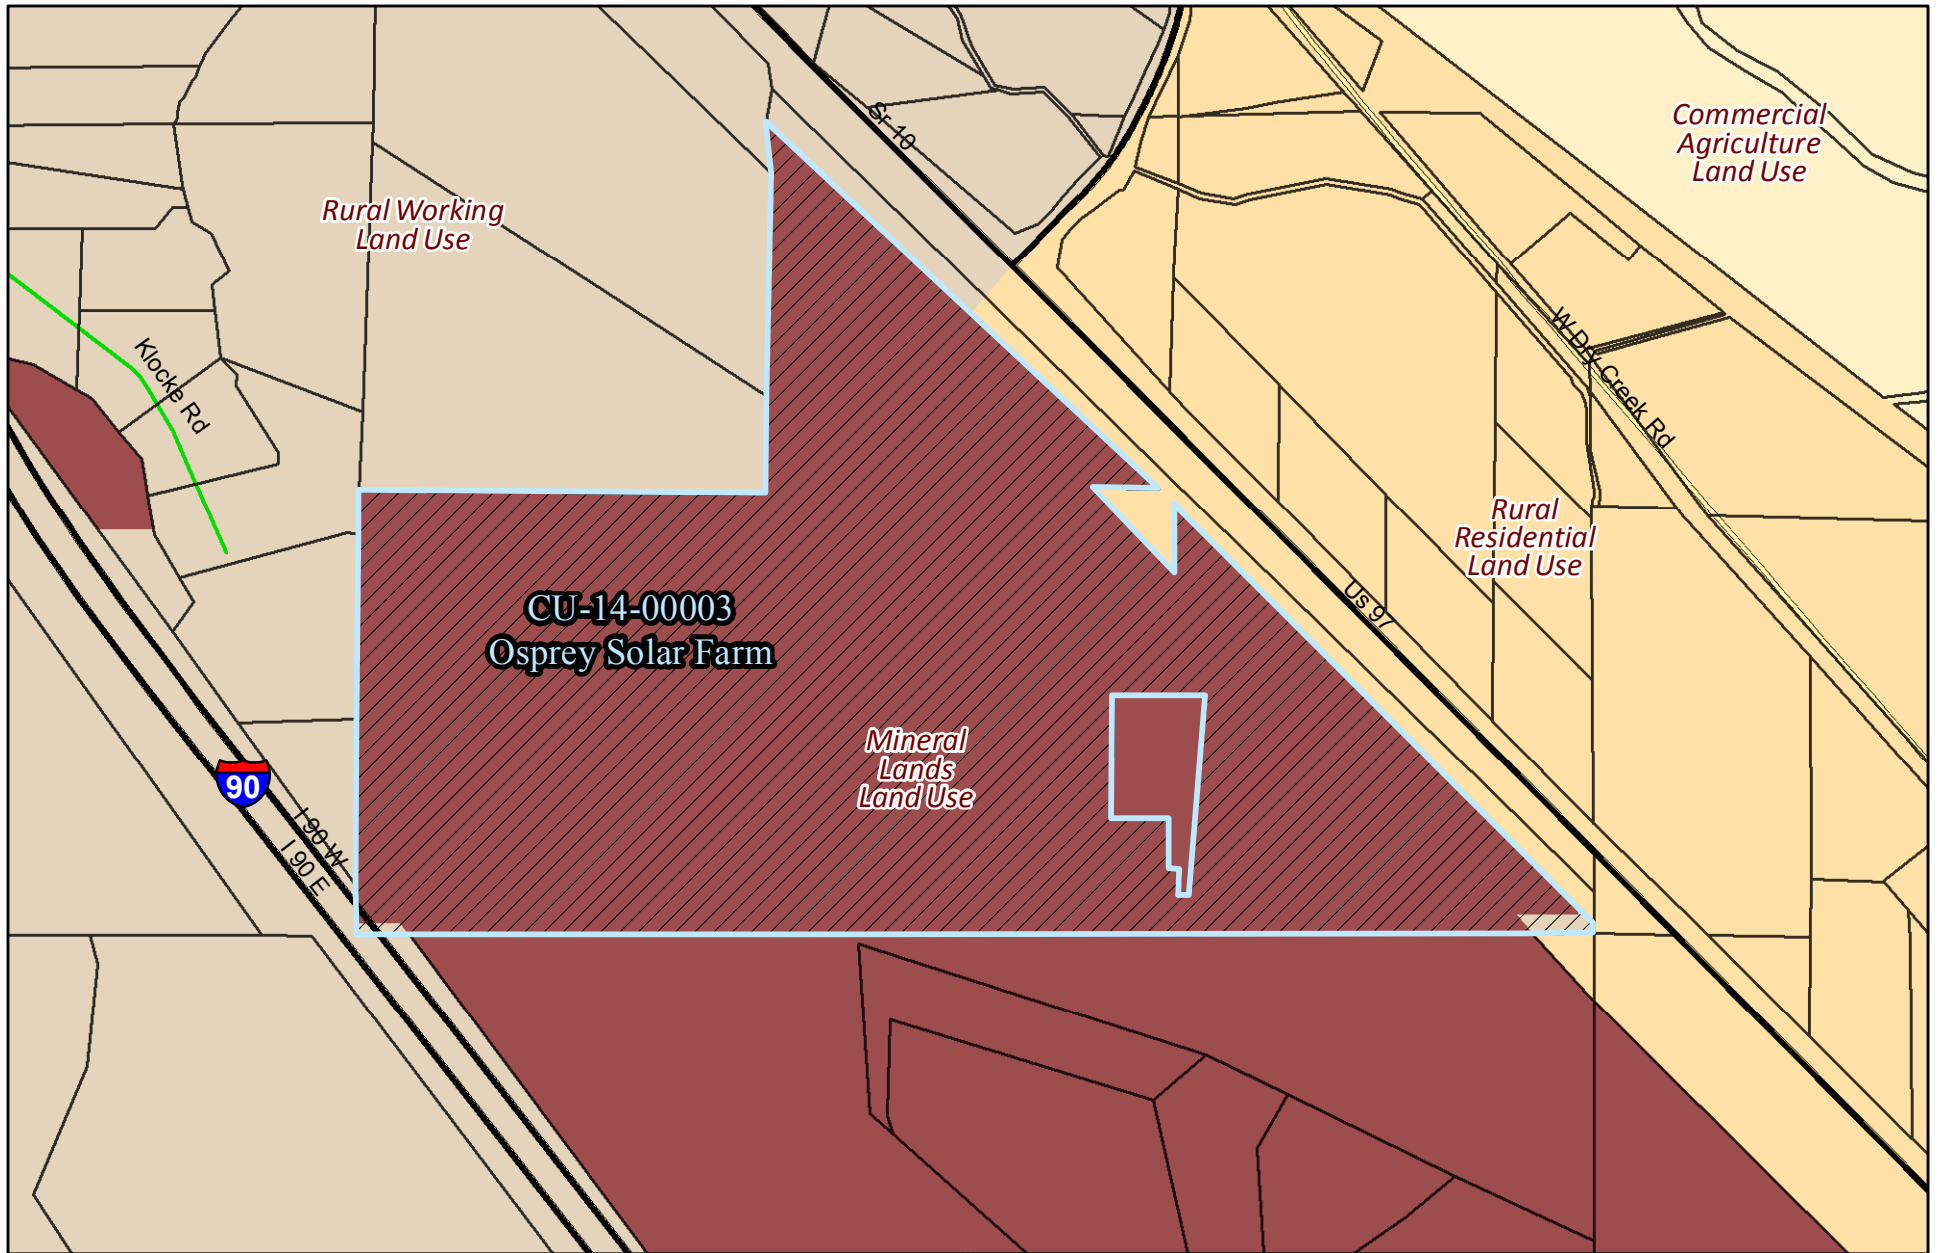 Sr 10
Commercial
Agriculture
Land Use
Rural Working
Land Use
Klocke Rd
W Dry Creek Rd
Rural
Residential
Land Use
Us 97
CU-14-00003
Osprey Solar Farm
Mineral
Lands
Land Use
90
I 90 W
I 90 E